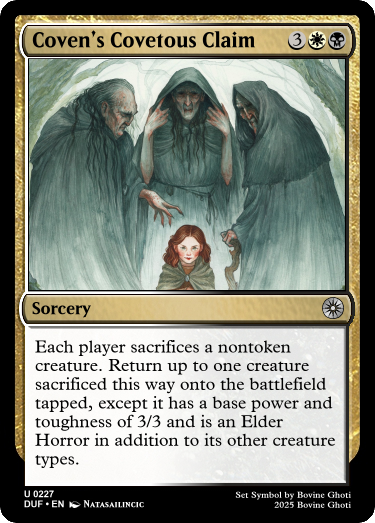 Coven's Covetous Claim 3
Sorcery
Each player sacrifices a nontoken
creature. Return up to one creature
sacrificed this way onto the battlefield
tapped, except it has a base power and
toughness of 3/3 and is an Elder
Horror in addition to its other creature
types.
U 0227
Set Symbol by Bovine Ghoti
DUF • EN Natasailincic
2025 Bovine Ghoti